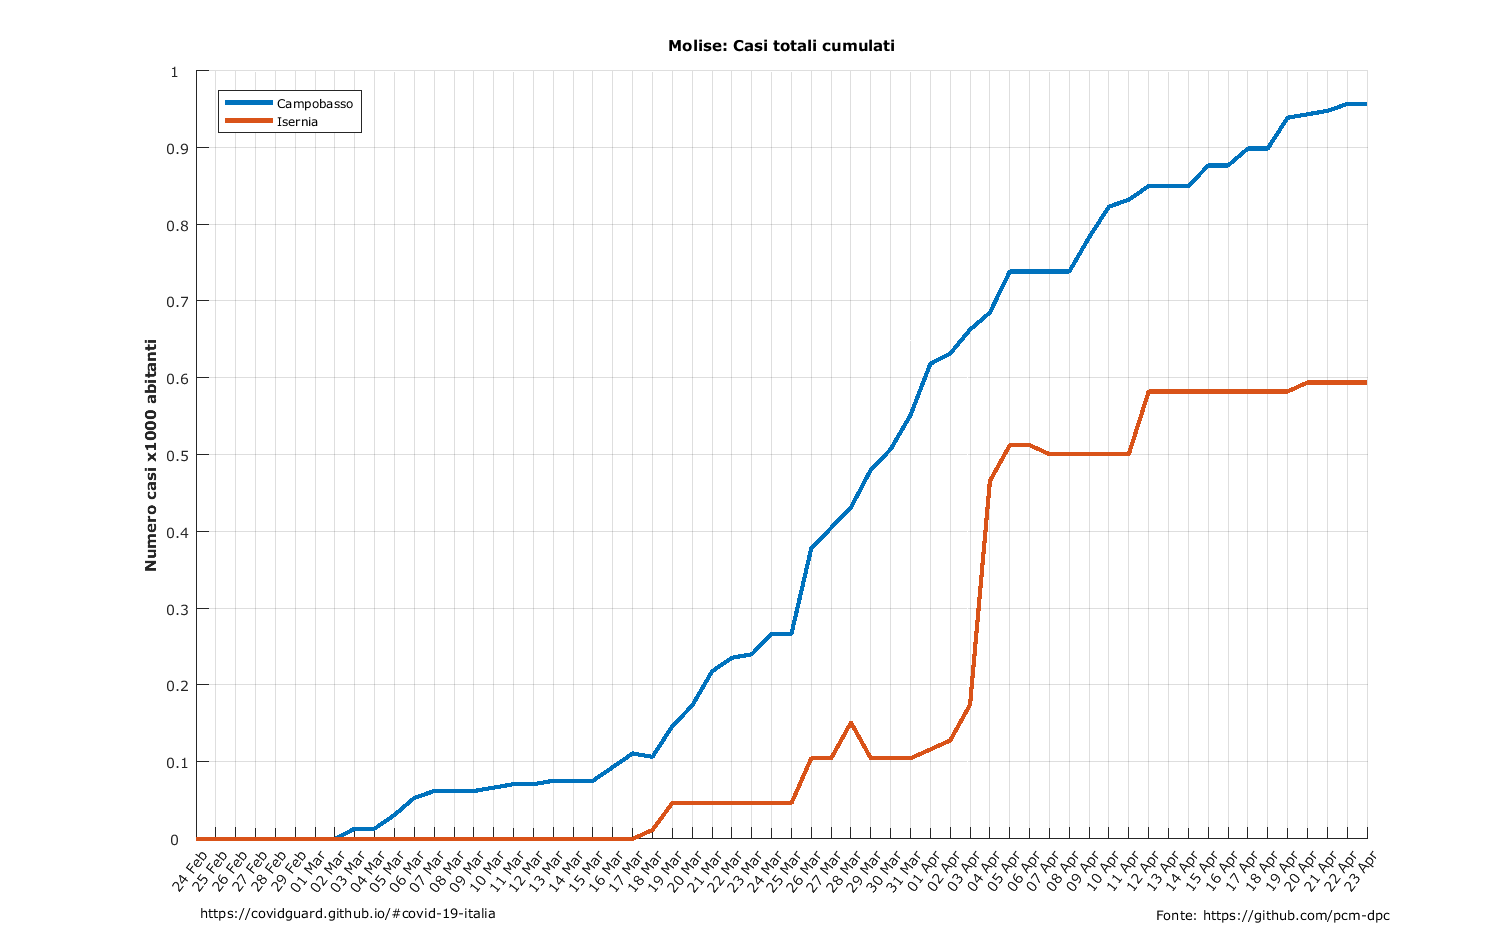 Molise: Casi totali cumulati
1
0.9
0.8
0.7
0.6
0.5
0.4
0.3
0.2
0.1
0
Numero casi x1000 abitanti
Campobasso
Isernia
24 Feb
25 Feb
26 Feb
27 Feb
28 Feb
29 Feb
01 Mar
02 Mar
03 Mar
04 Mar
05 Mar
06 Mar
07 Mar
08 Mar
09 Mar
10 Mar
11 Mar
12 Mar
13 Mar
14 Mar
15 Mar
16 Mar
17 Mar
18 Mar
19 Mar
20 Mar
21 Mar
22 Mar
23 Mar
24 Mar
25 Mar
26 Mar
27 Mar
28 Mar
29 Mar
30 Mar
31 Mar
01 Apr
02 Apr
03 Apr
04 Apr
05 Apr
06 Apr
07 Apr
08 Apr
09 Apr
10 Apr
11 Apr
12 Apr
13 Apr
14 Apr
15 Apr
16 Apr
17 Apr
18 Apr
19 Apr
20 Apr
21 Apr
22 Apr
23 Apr
https://covidguard.github.io/#covid-19-italia
Fonte: https://github.com/pcm-dpc